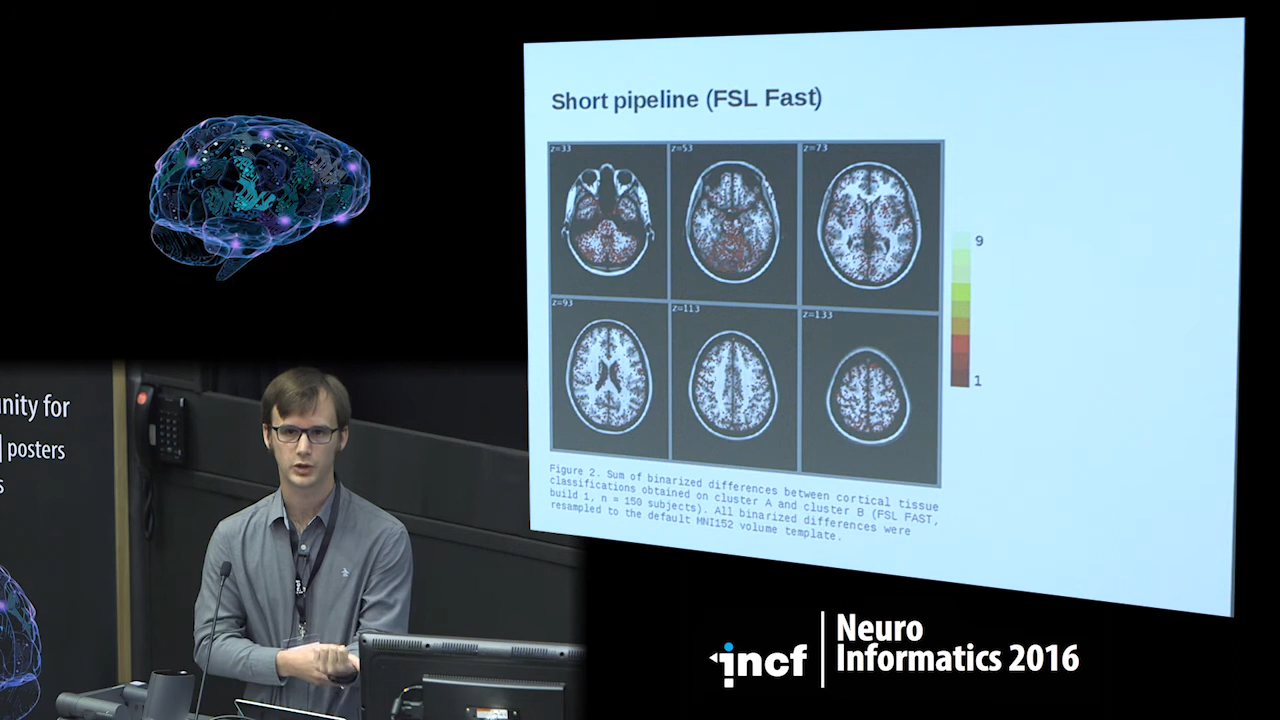 Short pipeline (FSL Fast)
z=33
z=53
z=73
z=93
z=113
z=133
9
1
Figure 2. Sum of binarized differences between cortical tissue
classifications obtained on cluster A and cluster B (FSL FAST,
build 1, n = 150 subjects). All binarized differences were
resampled to the default MNI152 volume template.
nity for
posters
s
incf
Neuro
Informatics 2016